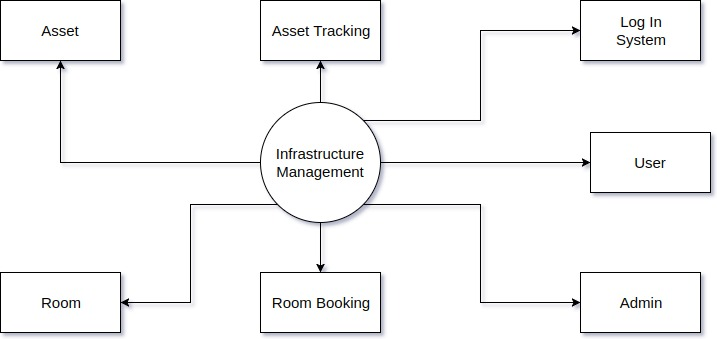 Asset
Asset Tracking
Log In
System
Infrastructure
Management
User
Room
Room Booking
Admin